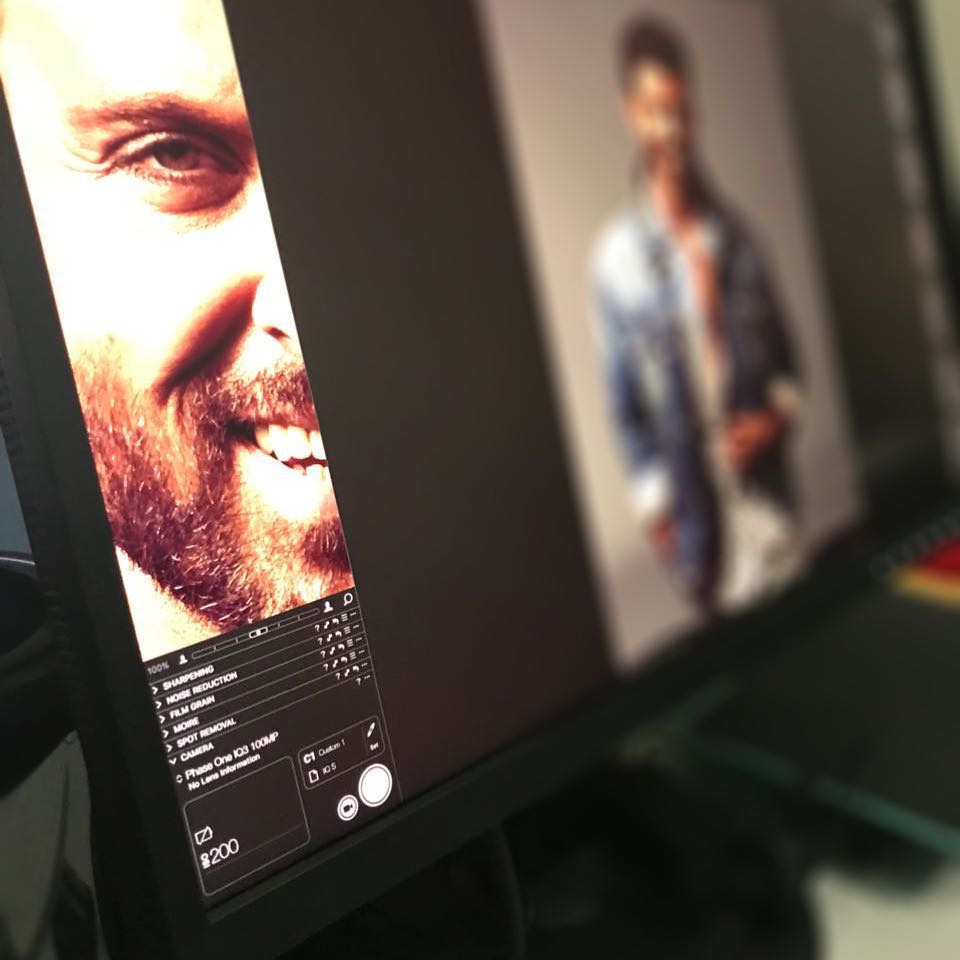 100%
SHARPENING
NOISE REDUCTION
FILM GRAIN
MOIRE
SPOT REMOVAL
CAMERA
Phase One IQ3 100MP
No Lens Information
C1 Custom 1
Set
IQ S
200